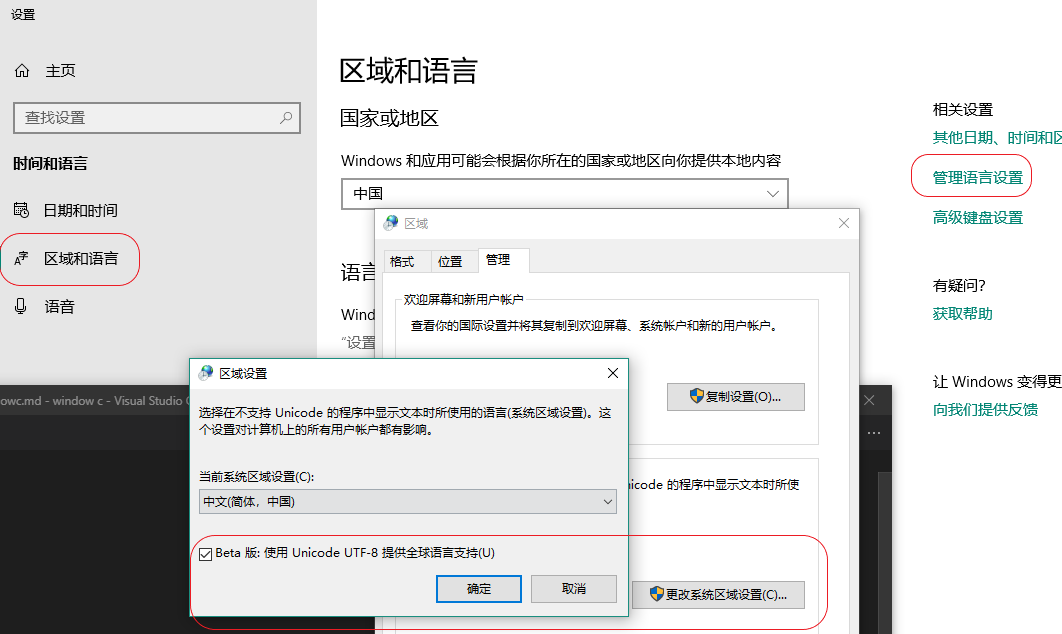 设置
主页
查找设置
时间和语言
日期和时间
区域和语言
语音
区域和语言
国家或地区
Windows 和应用可能会根据你所在的国家或地区向你提供本地内容
中国
语言
Wind
“设置
相关设置
其他日期、时间和区
管理语言设置
高级键盘设置
有疑问?
获取帮助
让 Windows 变得更
向我们提供反馈
区域
格式 位置 管理
欢迎屏幕和新用户帐户
查看你的国际设置并将其复制到欢迎屏幕、系统帐户和新的用户帐户。
复制设置(O)...
nicode 的程序中显示文本时所使
更改系统区域设置(C)...
owc.md - window c - Visual Studio C
区域设置
选择在不支持 Unicode 的程序中显示文本时所使用的语言(系统区域设置)。这
个设置对计算机上的所有用户帐户都有影响。
当前系统区域设置(C):
中文(简体，中国)
Beta 版: 使用 Unicode UTF-8 提供全球语言支持(U)
确定 取消